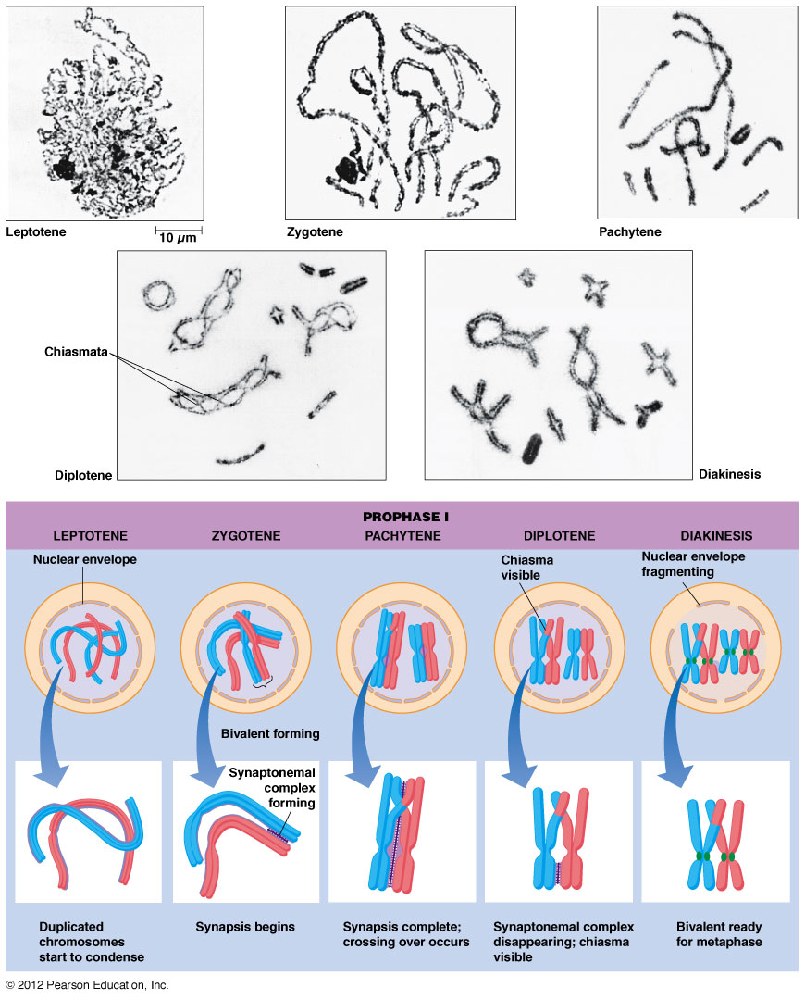 Leptotene
10 µm
Zygotene
Pachytene
Chiasmata
Diplotene
Diakinesis
PROPHASE I
LEPTOTENE
ZYGOTENE
PACHYTENE
DIPLOTENE
DIAKINESIS
Nuclear envelope
Chiasma
visible
Nuclear envelope
fragmenting
Bivalent forming
Synaptonemal
complex
forming
Duplicated
chromosomes
start to condense
Synapsis begins
Synapsis complete;
crossing over occurs
Synaptonemal complex
disappearing; chiasma
visible
Bivalent ready
for metaphase
© 2012 Pearson Education, Inc.